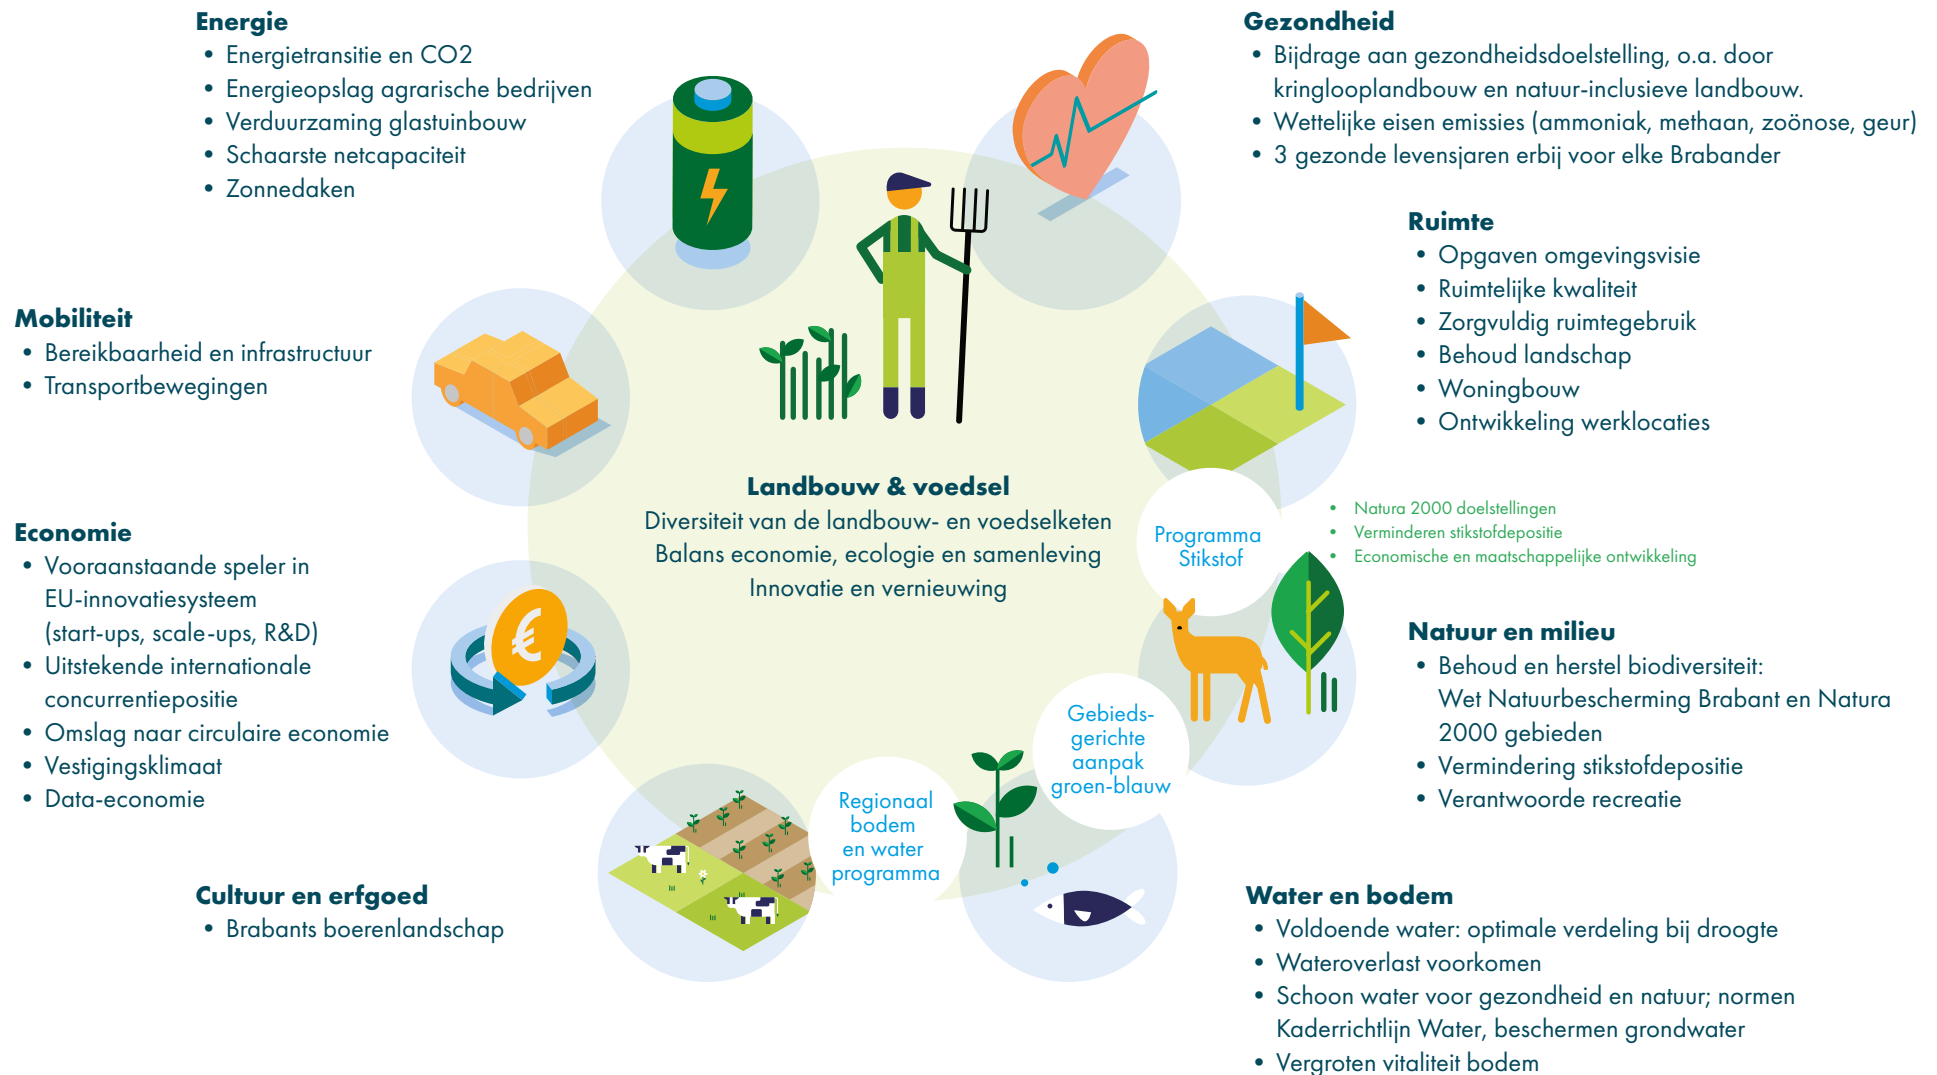 Energie
• Energietransitie en CO2
• Energieopslag agrarische bedrijven
• Verduurzaming glastuinbouw
• Schaarste netcapaciteit
• Zonnedaken
Gezondheid
• Bijdrage aan gezondheidsdoelstelling, o.a. door
kringlooplandbouw en natuur-inclusieve landbouw.
• Wettelijke eisen emissies (ammoniak, methaan, zoönose, geur)
• 3 gezonde levensjaren erbij voor elke Brabander
Ruimte
• Opgaven omgevingsvisie
• Ruimtelijke kwaliteit
• Zorgvuldig ruimtegebruik
• Behoud landschap
• Woningbouw
• Ontwikkeling werklocaties
Mobiliteit
• Bereikbaarheid en infrastructuur
• Transportbewegingen
Landbouw & voedsel
Diversiteit van de landbouw- en voedselketen
Balans economie, ecologie en samenleving
Innovatie en vernieuwing
Programma
Stikstof
• Natura 2000 doelstellingen
• Verminderen stikstofdepositie
• Economische en maatschappelijke ontwikkeling
Economie
• Vooraanstaande speler in
EU-innovatiesysteem
(start-ups, scale-ups, R&D)
• Uitstekende internationale
concurrentiepositie
• Omslag naar circulaire economie
• Vestigingsklimaat
• Data-economie
€
Natuur en milieu
• Behoud en herstel biodiversiteit:
Wet Natuurbescherming Brabant en Natura
2000 gebieden
• Vermindering stikstofdepositie
• Verantwoorde recreatie
Gebieds-
gerichte
aanpak
groen-blauw
Regionaal
bodem
en water
programma
Cultuur en erfgoed
• Brabants boerenlandschap
Water en bodem
• Voldoende water: optimale verdeling bij droogte
• Wateroverlast voorkomen
• Schoon water voor gezondheid en natuur; normen
Kaderrichtlijn Water, beschermen grondwater
• Vergroten vitaliteit bodem